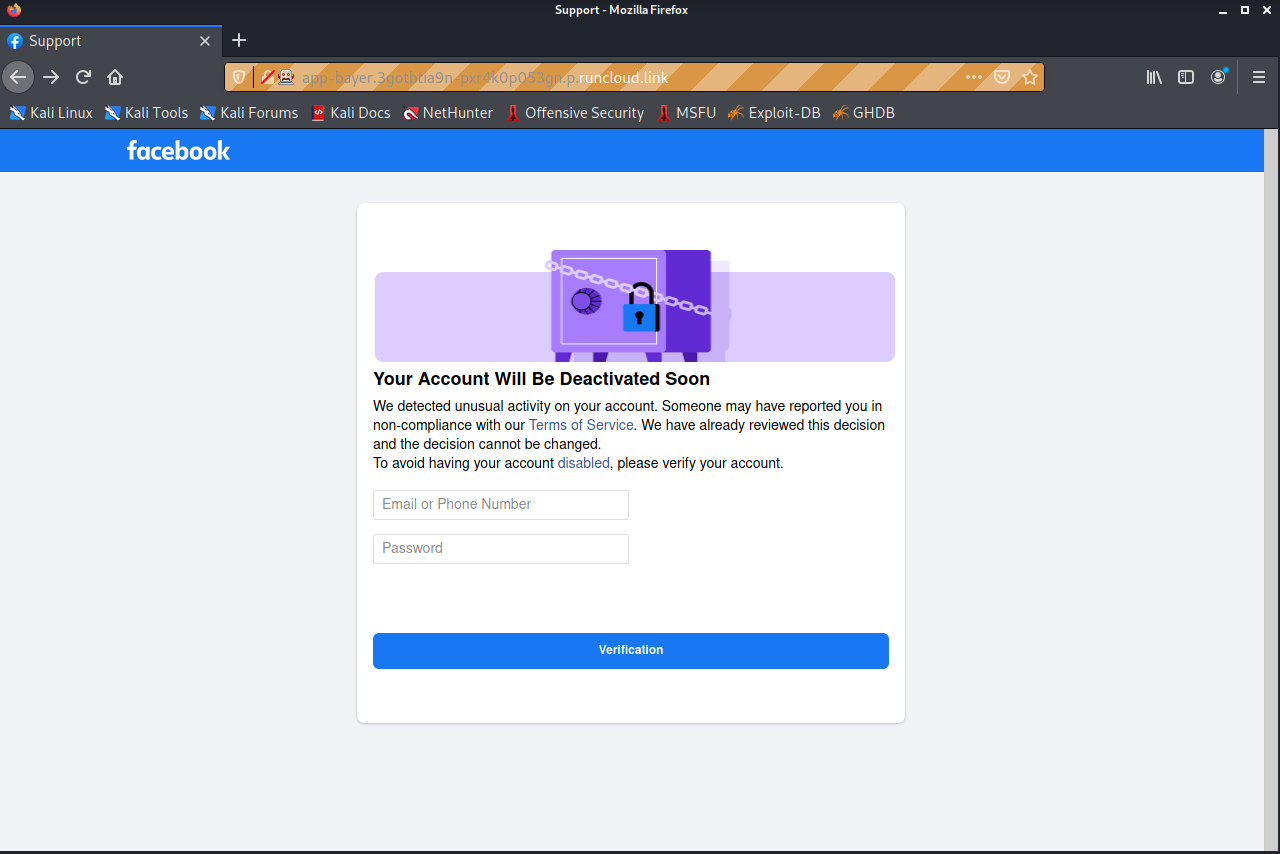 Support - Mozilla Firefox
Support
app-bayer.3gotbtia9n-pxr4k0p053gn.p.runcloud.link
Kali Linux Kali Tools Kali Forums Kali Docs NetHunter Offensive Security MSFU Exploit-DB GHDB
facebook
Your Account Will Be Deactivated Soon
We detected unusual activity on your account. Someone may have reported you in
non-compliance with our Terms of Service. We have already reviewed this decision
and the decision cannot be changed.
To avoid having your account disabled, please verify your account.
Email or Phone Number
Password
Verification